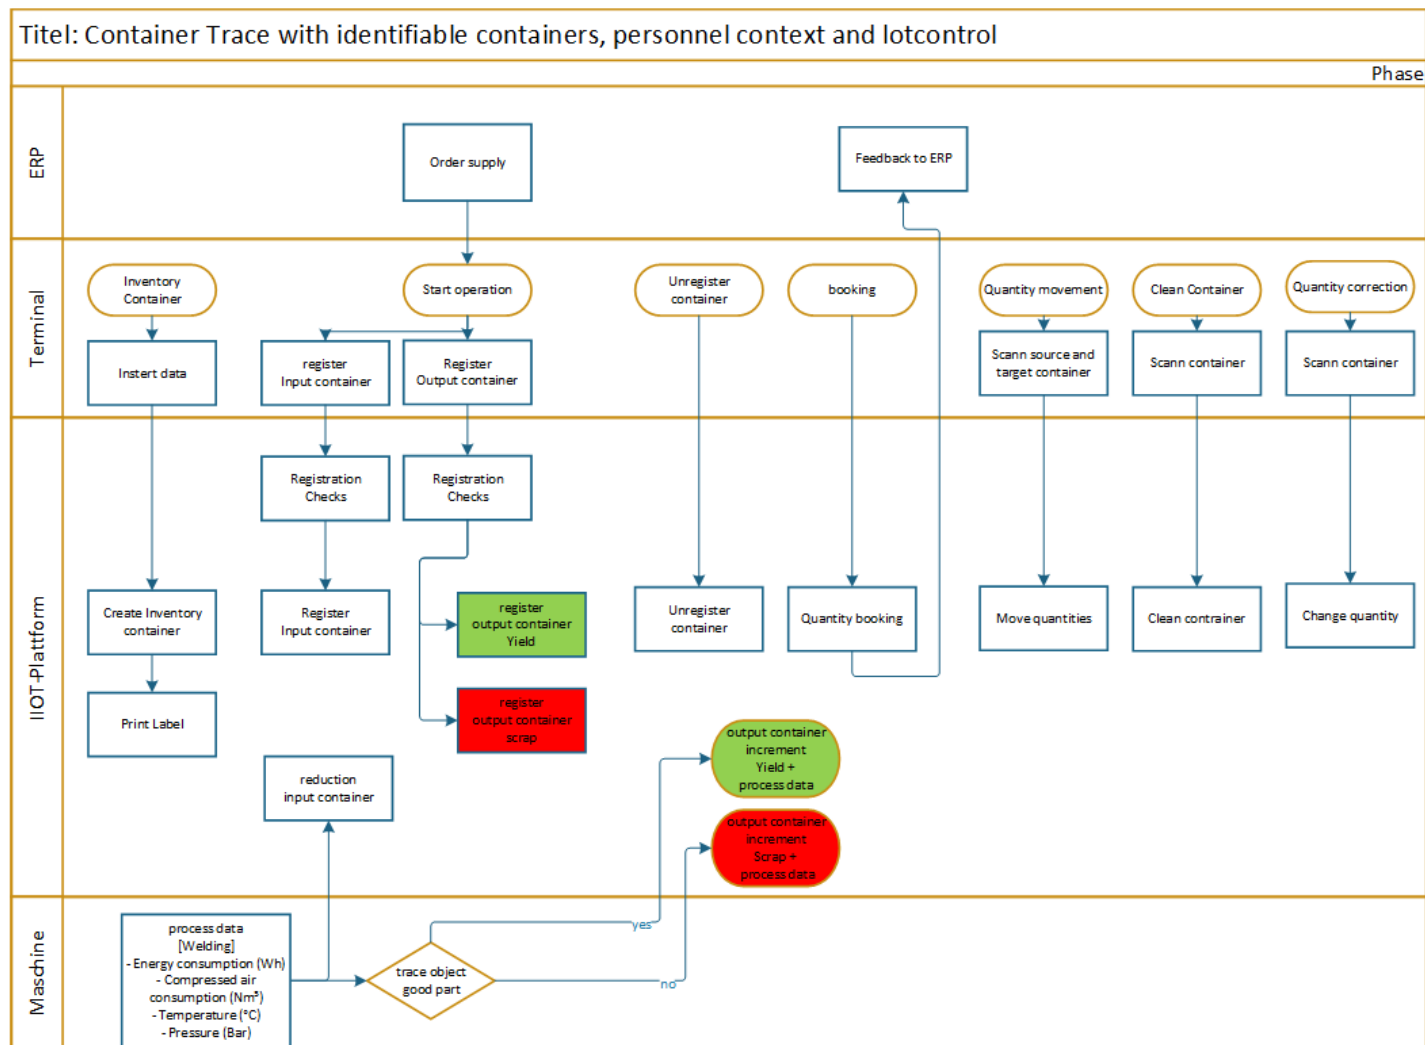 Titel: Container Trace with identifiable containers, personnel context and lotcontrol
Phase
ERP
Order supply
Feedback to ERP
Terminal
Inventory
Container
Start operation
Unregister
container
booking
Quantity movement
Clean Container
Quantity correction
Instert data
register
Input container
Register
Output container
Scann source and
target container
Scann container
Scann container
IIOT-Plattform
Registration
Checks
Registration
Checks
Create Inventory
container
Register
Input container
register
output container
Yield
Unregister
container
Quantity booking
Move quantities
Clean contrainer
Change quantity
Print Label
register
output container
scrap
reduction
input container
output container
increment
Yield +
process data
output container
increment
Scrap +
process data
Maschine
process data
[Welding]
- Energy consumption (Wh)
- Compressed air
consumption (Nm³)
- Temperature (°C)
- Pressure (Bar)
trace object
good part
yes
no